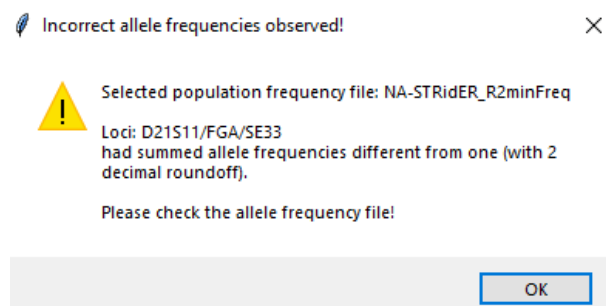 Incorrect allele frequencies observed!
Selected population frequency file: NA-STRidER_R2minFreq
Loci: D21S11/FGA/SE33
had summed allele frequencies different from one (with 2
decimal roundoff).
Please check the allele frequency file!
OK